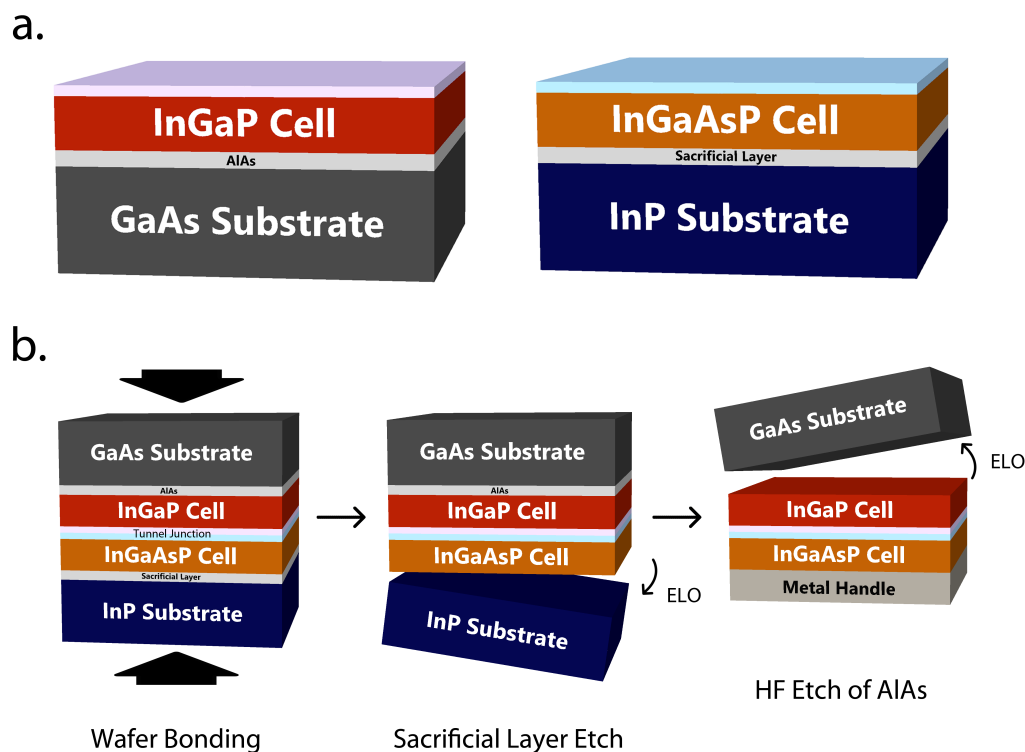 a.
InGaP Cell
AlAs
GaAs Substrate
InGaAsP Cell
Sacrificial Layer
InP Substrate
b.
GaAs Substrate
AlAs
InGaP Cell
Tunnel Junction
InGaAsP Cell
Sacrificial Layer
InP Substrate
Wafer Bonding
GaAs Substrate
AlAs
InGaP Cell
InGaAsP Cell
InP Substrate
ELO
Sacrificial Layer Etch
GaAs Substrate
ELO
InGaP Cell
InGaAsP Cell
Metal Handle
HF Etch of AlAs